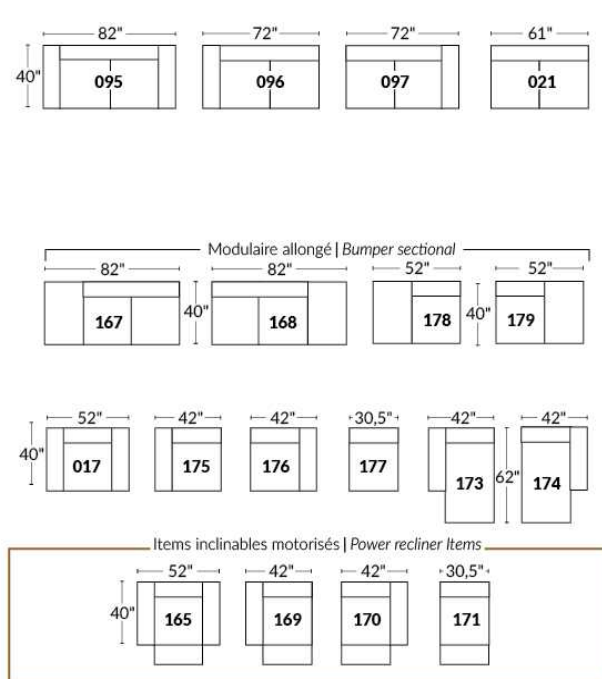 82" 72" 72" 61"
40" 095 096 097 021
Modulaire allongé | Bumper sectional
82" 82" 52" 52"
167 40" 168 178 40" 179
52" 42" 42" 30,5" 42" 42"
40" 017 175 176 177 173 62" 174
Items inclinables motorisés | Power recliner Items
52" 42" 42" 30,5"
40" 165 169 170 171